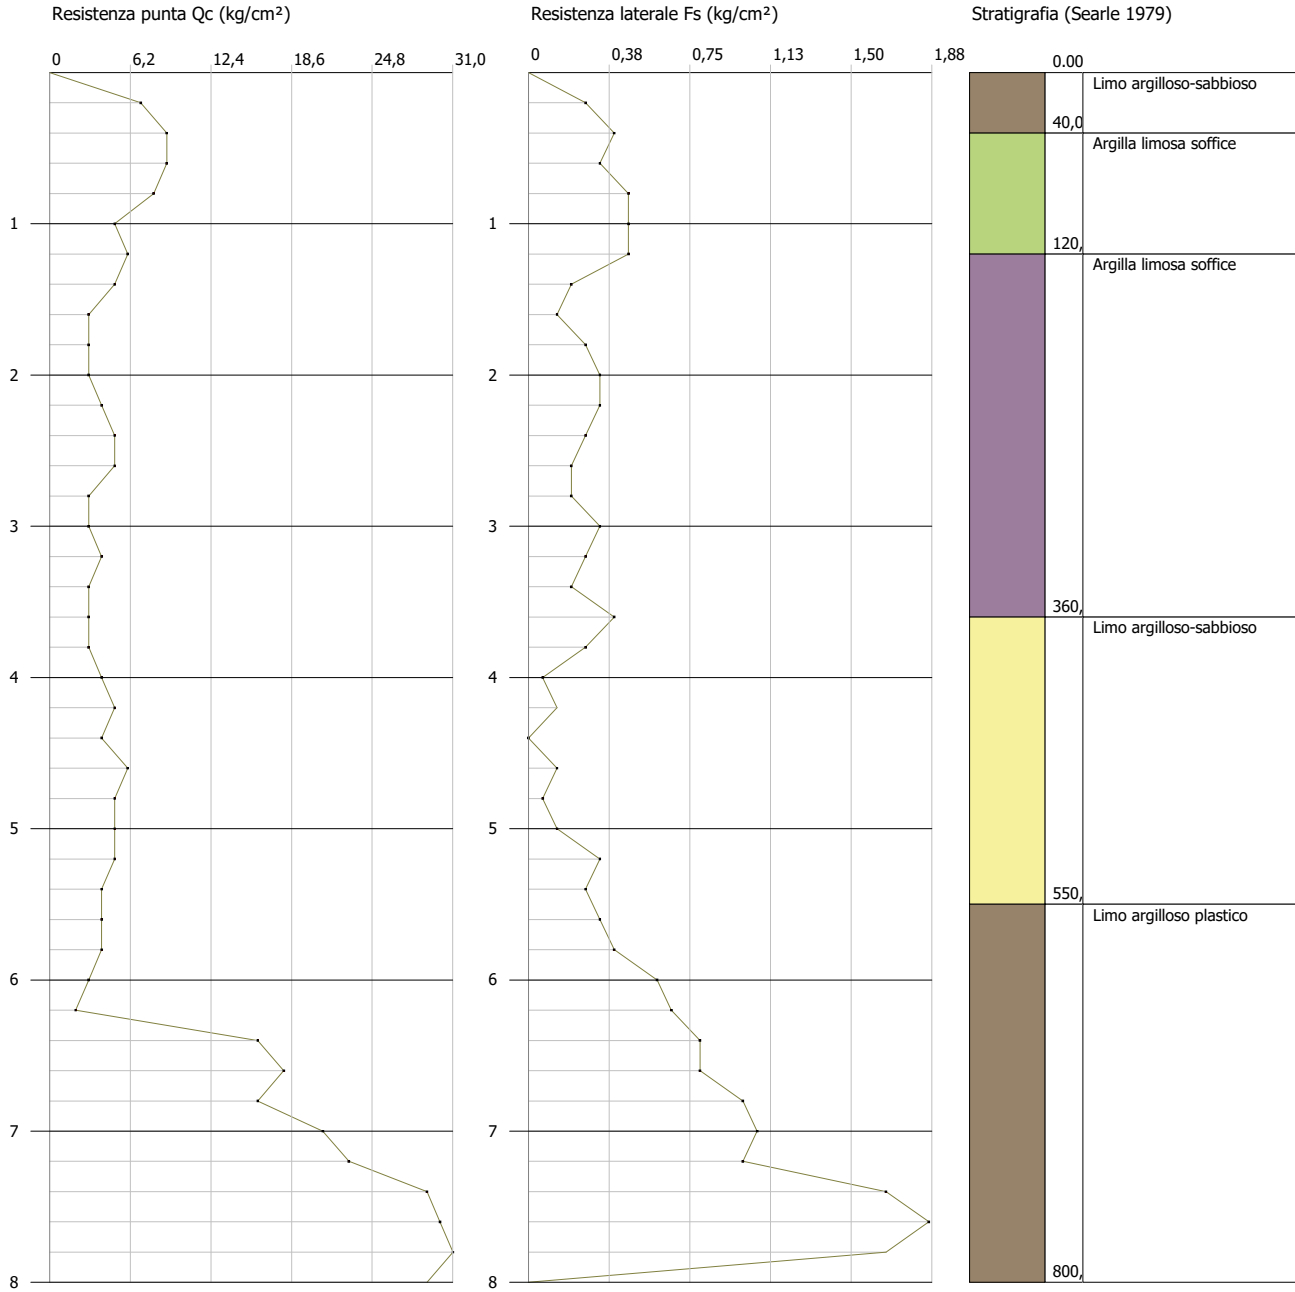 Resistenza punta Qc (kg/cm²)
0 6,2 12,4 18,6 24,8 31,0
1
2
3
4
5
6
7
8
Resistenza laterale Fs (kg/cm²)
0 0,38 0,75 1,13 1,50 1,88
1
2
3
4
5
6
7
8
Stratigrafia (Searle 1979)
0.00
Limo argilloso-sabbioso
40,0
Argilla limosa soffice
120,
Argilla limosa soffice
360,
Limo argilloso-sabbioso
550,
Limo argilloso plastico
800,